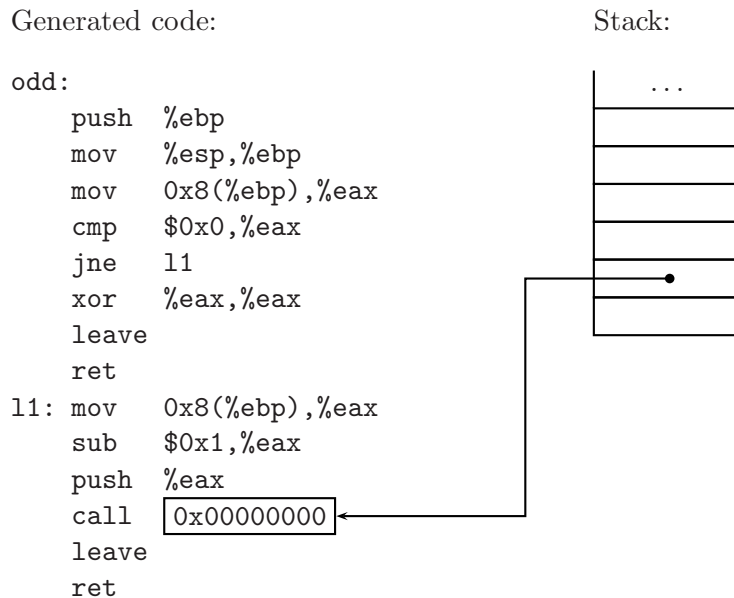 Generated code:
Stack:
odd:
...
push %ebp
mov %esp,%ebp
mov 0x8(%ebp),%eax
cmp $0x0,%eax
jne l1
xor %eax,%eax
leave
ret
l1: mov 0x8(%ebp),%eax
sub $0x1,%eax
push %eax
call 0x00000000
leave
ret